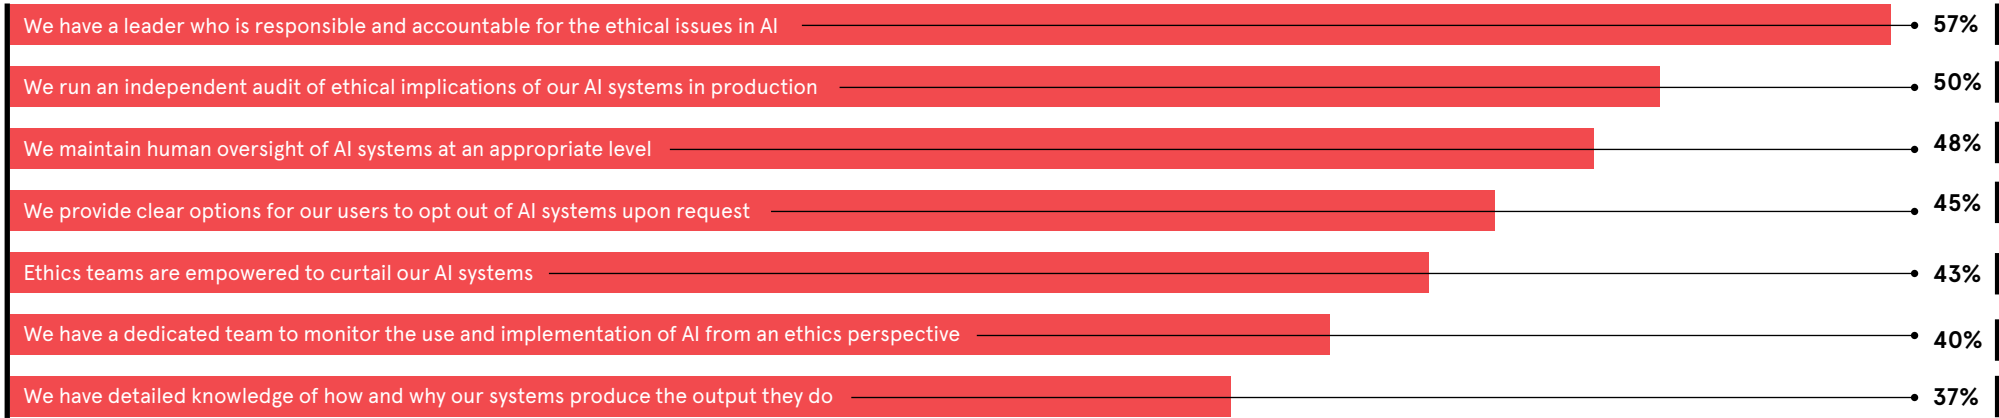 We have a leader who is responsible and accountable for the ethical issues in AI 57%
We run an independent audit of ethical implications of our AI systems in production 50%
We maintain human oversight of AI systems at an appropriate level 48%
We provide clear options for our users to opt out of AI systems upon request 45%
Ethics teams are empowered to curtail our AI systems 43%
We have a dedicated team to monitor the use and implementation of AI from an ethics perspective 40%
We have detailed knowledge of how and why our systems produce the output they do 37%